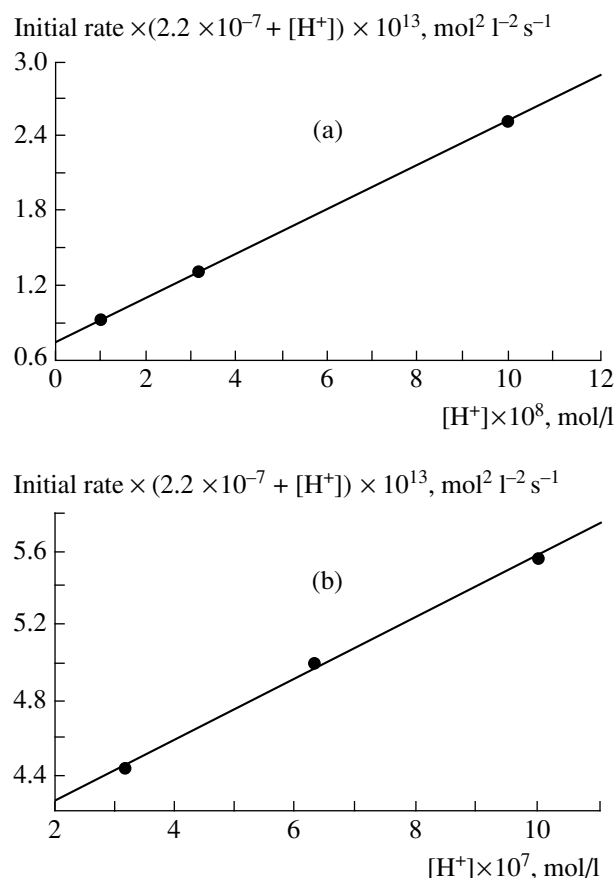 Initial rate ×(2.2 ×10⁻⁷ + [H⁺]) × 10¹³, mol² l⁻² s⁻¹
3.0
(a)
2.4
1.8
1.2
0.6
0 2 4 6 8 10 12
[H⁺]×10⁸, mol/l
Initial rate × (2.2 ×10⁻⁷ + [H⁺]) × 10¹³, mol² l⁻² s⁻¹
5.6
(b)
5.2
4.8
4.4
2 4 6 8 10
[H⁺]×10⁷, mol/l